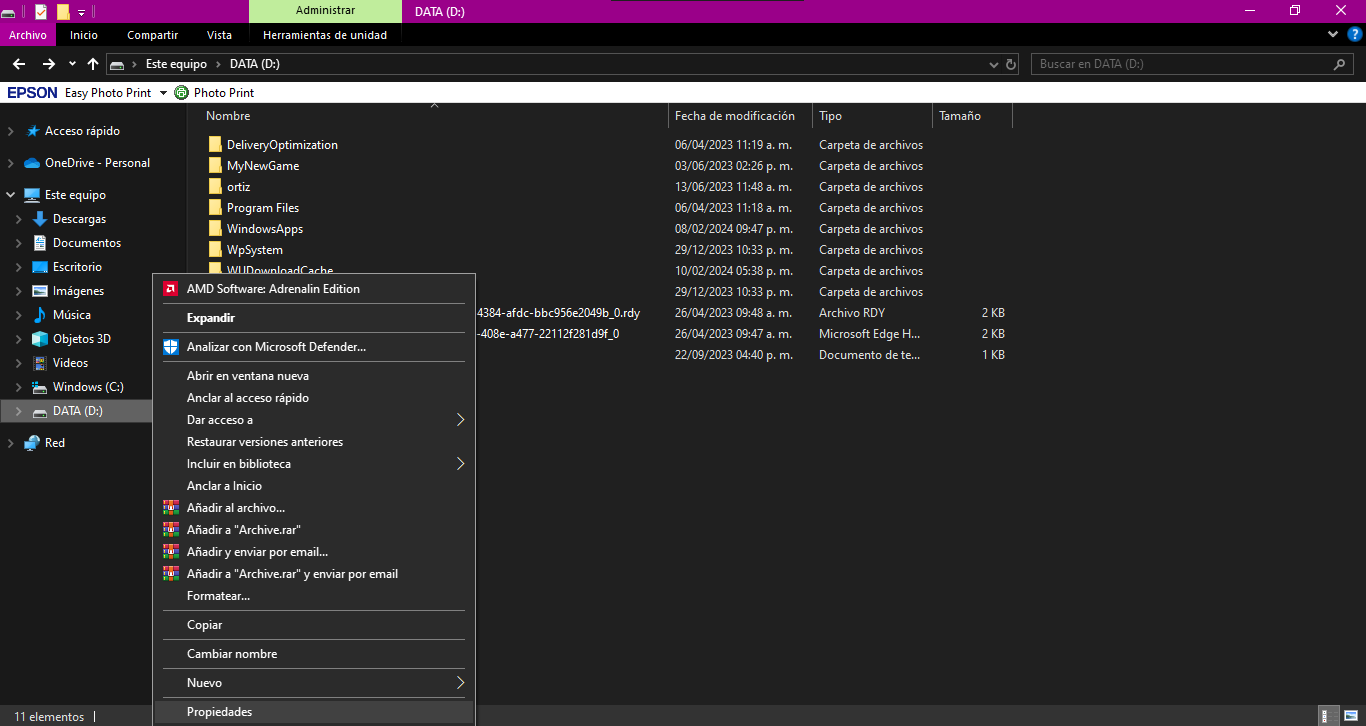 Administrar DATA (D:)
Archivo Inicio Compartir Vista Herramientas de unidad
Este equipo DATA (D:) Buscar en DATA (D:)
EPSON Easy Photo Print Photo Print
Nombre Fecha de modificación Tipo Tamaño
Acceso rápido
OneDrive - Personal
Este equipo
Descargas
Documentos
Escritorio
Imágenes
Música
Objetos 3D
Videos
Windows (C:)
DATA (D:)
Red
DeliveryOptimization 06/04/2023 11:19 a. m. Carpeta de archivos
MyNewGame 03/06/2023 02:26 p. m. Carpeta de archivos
ortiz 13/06/2023 11:48 a. m. Carpeta de archivos
Program Files 06/04/2023 11:18 a. m. Carpeta de archivos
WindowsApps 08/02/2024 09:47 p. m. Carpeta de archivos
WpSystem 29/12/2023 10:33 p. m. Carpeta de archivos
WUDownloadCache 10/02/2024 05:38 p. m. Carpeta de archivos
29/12/2023 10:33 p. m. Carpeta de archivos
4384-afdc-bbc956e2049b_0.rdy 26/04/2023 09:48 a. m. Archivo RDY 2 KB
-408e-a477-22112f281d9f_0 26/04/2023 09:47 a. m. Microsoft Edge H... 2 KB
22/09/2023 04:40 p. m. Documento de te... 1 KB
AMD Software: Adrenalin Edition
Expandir
Analizar con Microsoft Defender...
Abrir en ventana nueva
Anclar al acceso rápido
Dar acceso a
Restaurar versiones anteriores
Incluir en biblioteca
Anclar a Inicio
Añadir al archivo...
Añadir a "Archive.rar"
Añadir y enviar por email...
Añadir a "Archive.rar" y enviar por email
Formatear...
Copiar
Cambiar nombre
Nuevo
Propiedades
11 elementos